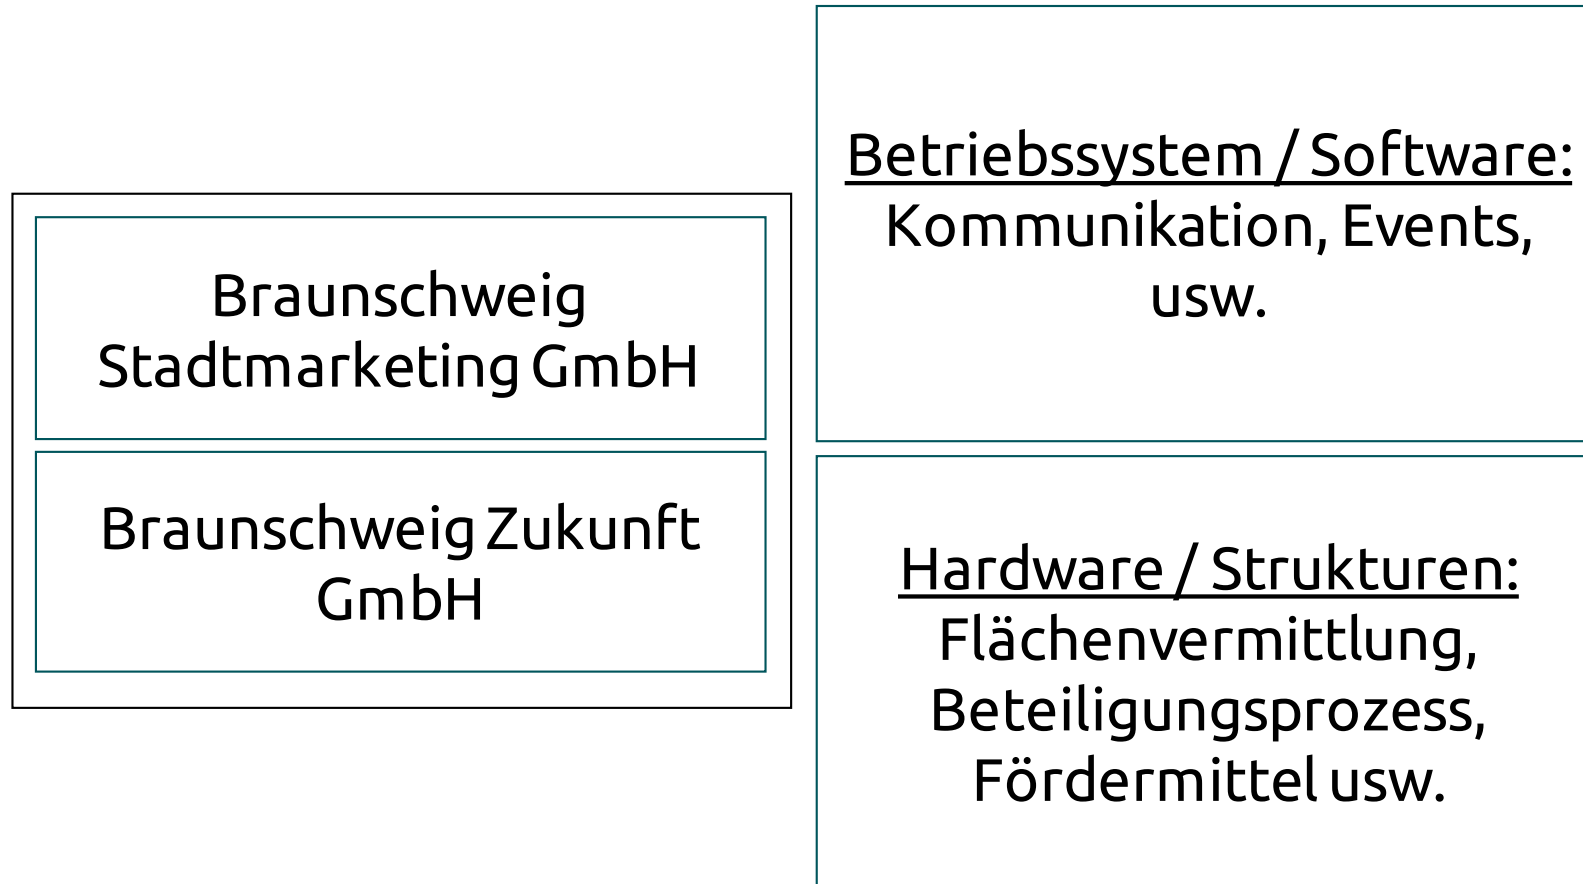 Braunschweig
Stadtmarketing GmbH
Braunschweig Zukunft
GmbH
Betriebssystem / Software:
Kommunikation, Events,
usw.
Hardware / Strukturen:
Flächenvermittlung,
Beteiligungsprozess,
Fördermittel usw.